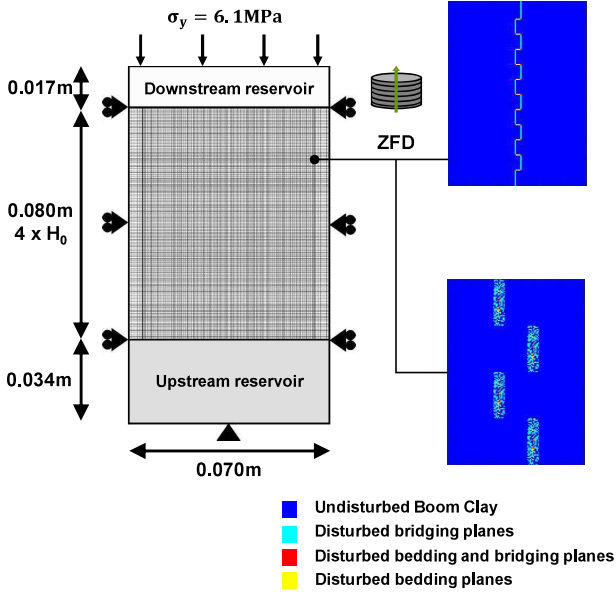 σy = 6.1MPa
0.017m
Downstream reservoir
ZFD
0.080m
4 x H₀
0.034m
Upstream reservoir
0.070m
Undisturbed Boom Clay
Disturbed bridging planes
Disturbed bedding and bridging planes
Disturbed bedding planes